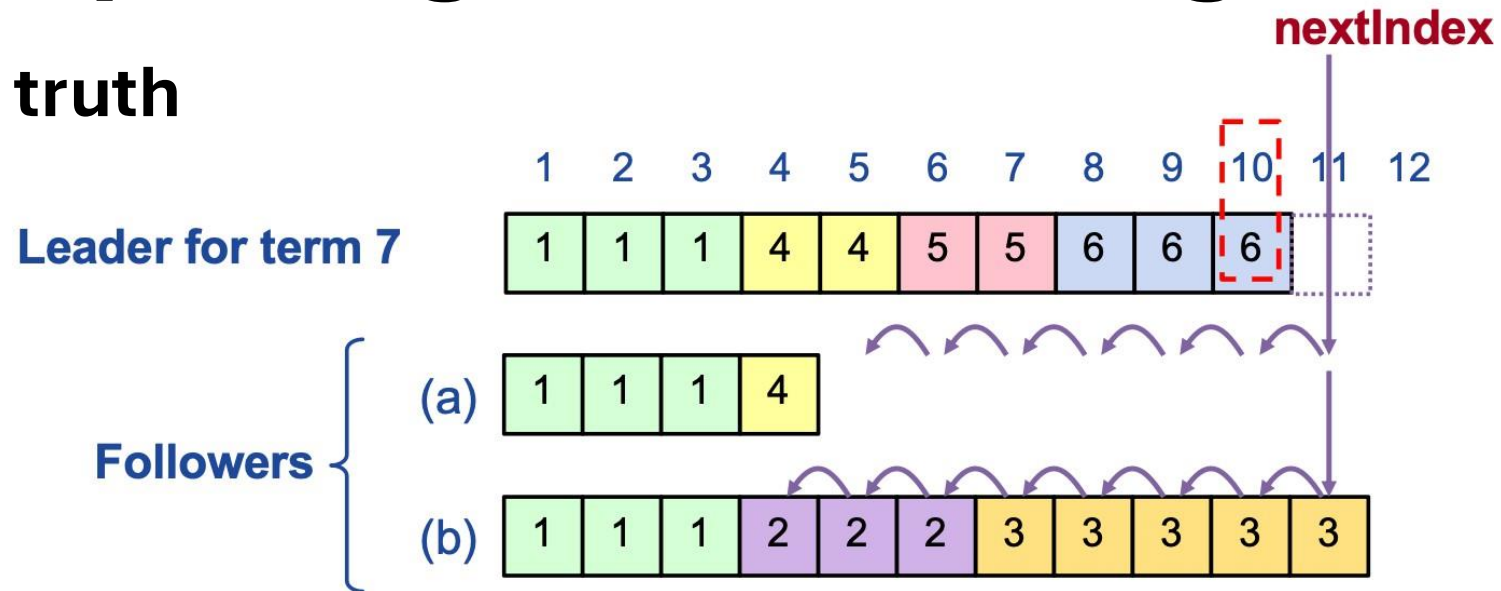 truth
nextIndex
1 2 3 4 5 6 7 8 9 10 11 12
Leader for term 7 1 1 1 4 4 5 5 6 6 6
(a) 1 1 1 4
Followers
(b) 1 1 1 2 2 2 3 3 3 3 3